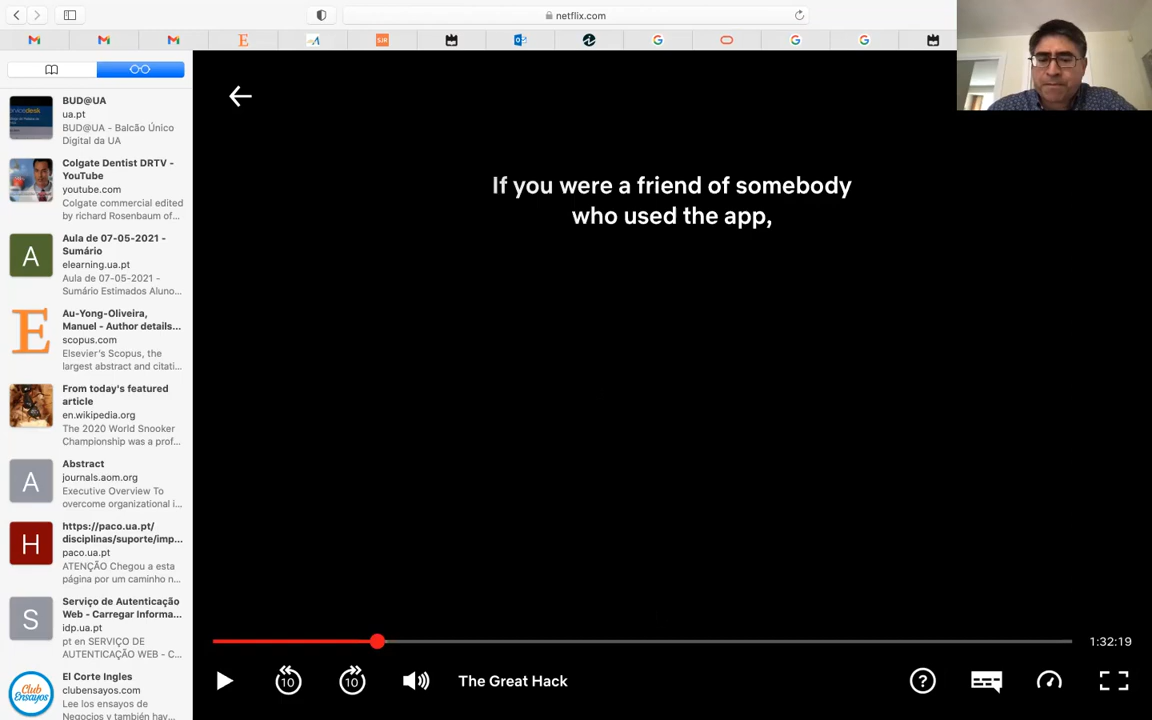 netflix.com
BUD@UA
ua.pt
BUD@UA - Balcão Único
Digital da UA
Colgate Dentist DRTV -
YouTube
youtube.com
Colgate commercial edited
by richard Rosenbaum of...
A
Aula de 07-05-2021 -
Sumário
elearning.ua.pt
Aula de 07-05-2021 -
Sumário Estimados Aluno...
E
Au-Yong-Oliveira,
Manuel - Author details...
scopus.com
Elsevier's Scopus, the
largest abstract and citati...
From today's featured
article
en.wikipedia.org
The 2020 World Snooker
Championship was a prof...
A
Abstract
journals.aom.org
Executive Overview To
overcome organizational i...
H
https://paco.ua.pt/
disciplinas/suporte/imp...
paco.ua.pt
ATENÇÃO Chegou a esta
página por um caminho n...
S
Serviço de Autenticação
Web - Carregar Informa...
idp.ua.pt
pt en SERVIÇO DE
AUTENTICAÇÃO WEB - C...
Club
Ensayos
El Corte Ingles
clubensayos.com
Lee los ensayos de
Negocios y también hay...
If you were a friend of somebody
who used the app,
1:32:19
10
10
The Great Hack
?